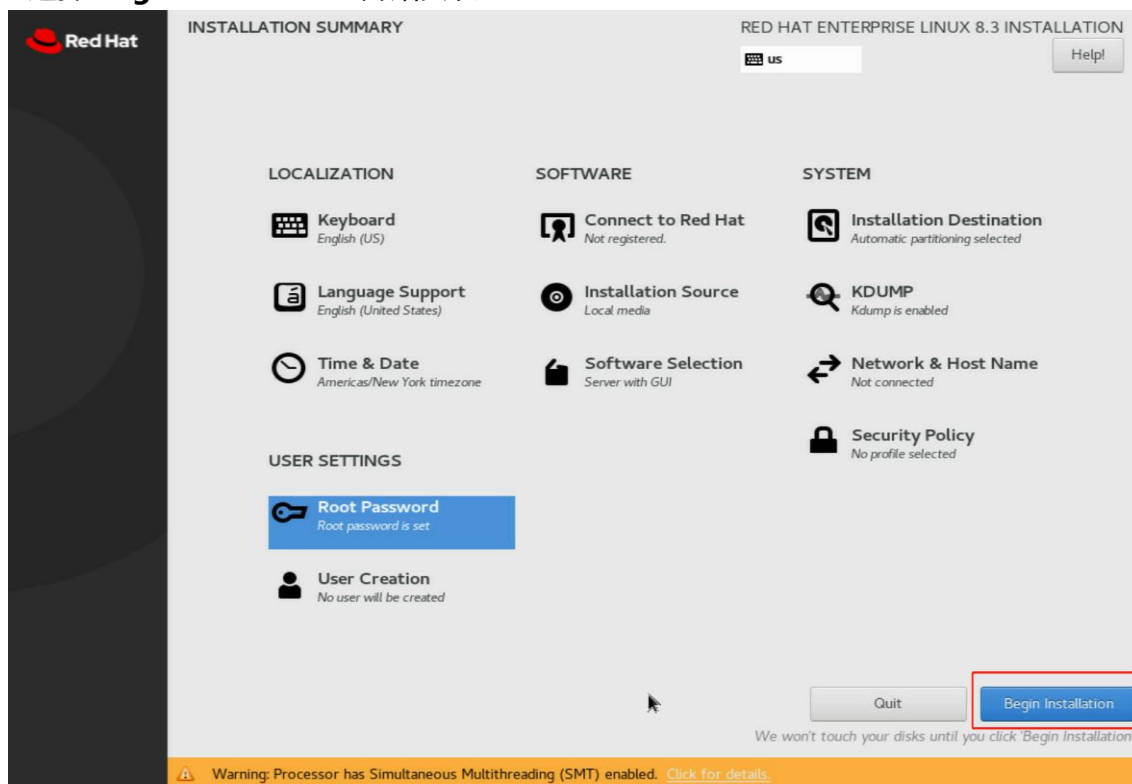 Red Hat
INSTALLATION SUMMARY
RED HAT ENTERPRISE LINUX 8.3 INSTALLATION
us
Help!
LOCALIZATION
Keyboard
English (US)
Language Support
English (United States)
Time & Date
Americas/New York timezone
SOFTWARE
Connect to Red Hat
Not registered.
Installation Source
Local media
Software Selection
Server with GUI
SYSTEM
Installation Destination
Automatic partitioning selected
KDUMP
Kdump is enabled
Network & Host Name
Not connected
Security Policy
No profile selected
USER SETTINGS
Root Password
Root password is set
User Creation
No user will be created
Quit
Begin Installation
We won't touch your disks until you click 'Begin Installation
Warning: Processor has Simultaneous Multithreading (SMT) enabled. Click for details.